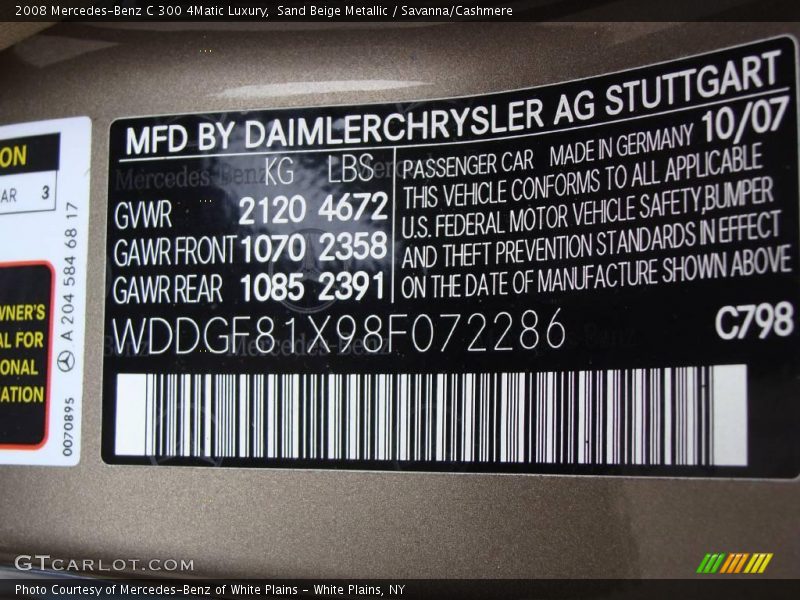 2008 Mercedes-Benz C 300 4Matic Luxury, Sand Beige Metallic / Savanna/Cashmere
MFD BY DAIMLERCHRYSLER AG STUTTGART
10/07
KG LBS
GVWR 2120 4672
GAWR FRONT 1070 2358
GAWR REAR 1085 2391
PASSENGER CAR MADE IN GERMANY
THIS VEHICLE CONFORMS TO ALL APPLICABLE
U.S. FEDERAL MOTOR VEHICLE SAFETY, BUMPER
AND THEFT PREVENTION STANDARDS IN EFFECT
ON THE DATE OF MANUFACTURE SHOWN ABOVE
WDDGF81X98F072286
C798
Mercedes-Benz
Mercedes-Benz
ON
AR 3
WNER'S
AL FOR
ONAL
ATION
0070895 A 204 584 68 17
GTCARLOT.COM
Photo Courtesy of Mercedes-Benz of White Plains - White Plains, NY